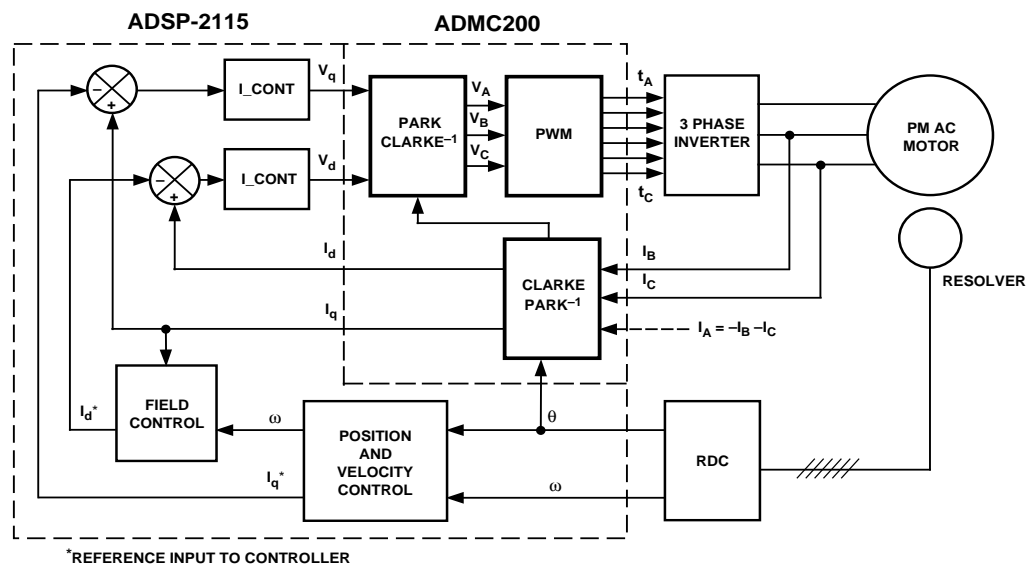 ADSP-2115
ADMC200
Vq
I_CONT
PARK
CLARKE–1
VA
VB
VC
PWM
tA
tC
3 PHASE
INVERTER
PM AC
MOTOR
–
+
Vd
I_CONT
–
+
Id
Iq
CLARKE
PARK–1
IB
IC
IA = –IB –IC
RESOLVER
FIELD
CONTROL
Id*
Iq*
ω
POSITION
AND
VELOCITY
CONTROL
θ
ω
RDC
*REFERENCE INPUT TO CONTROLLER